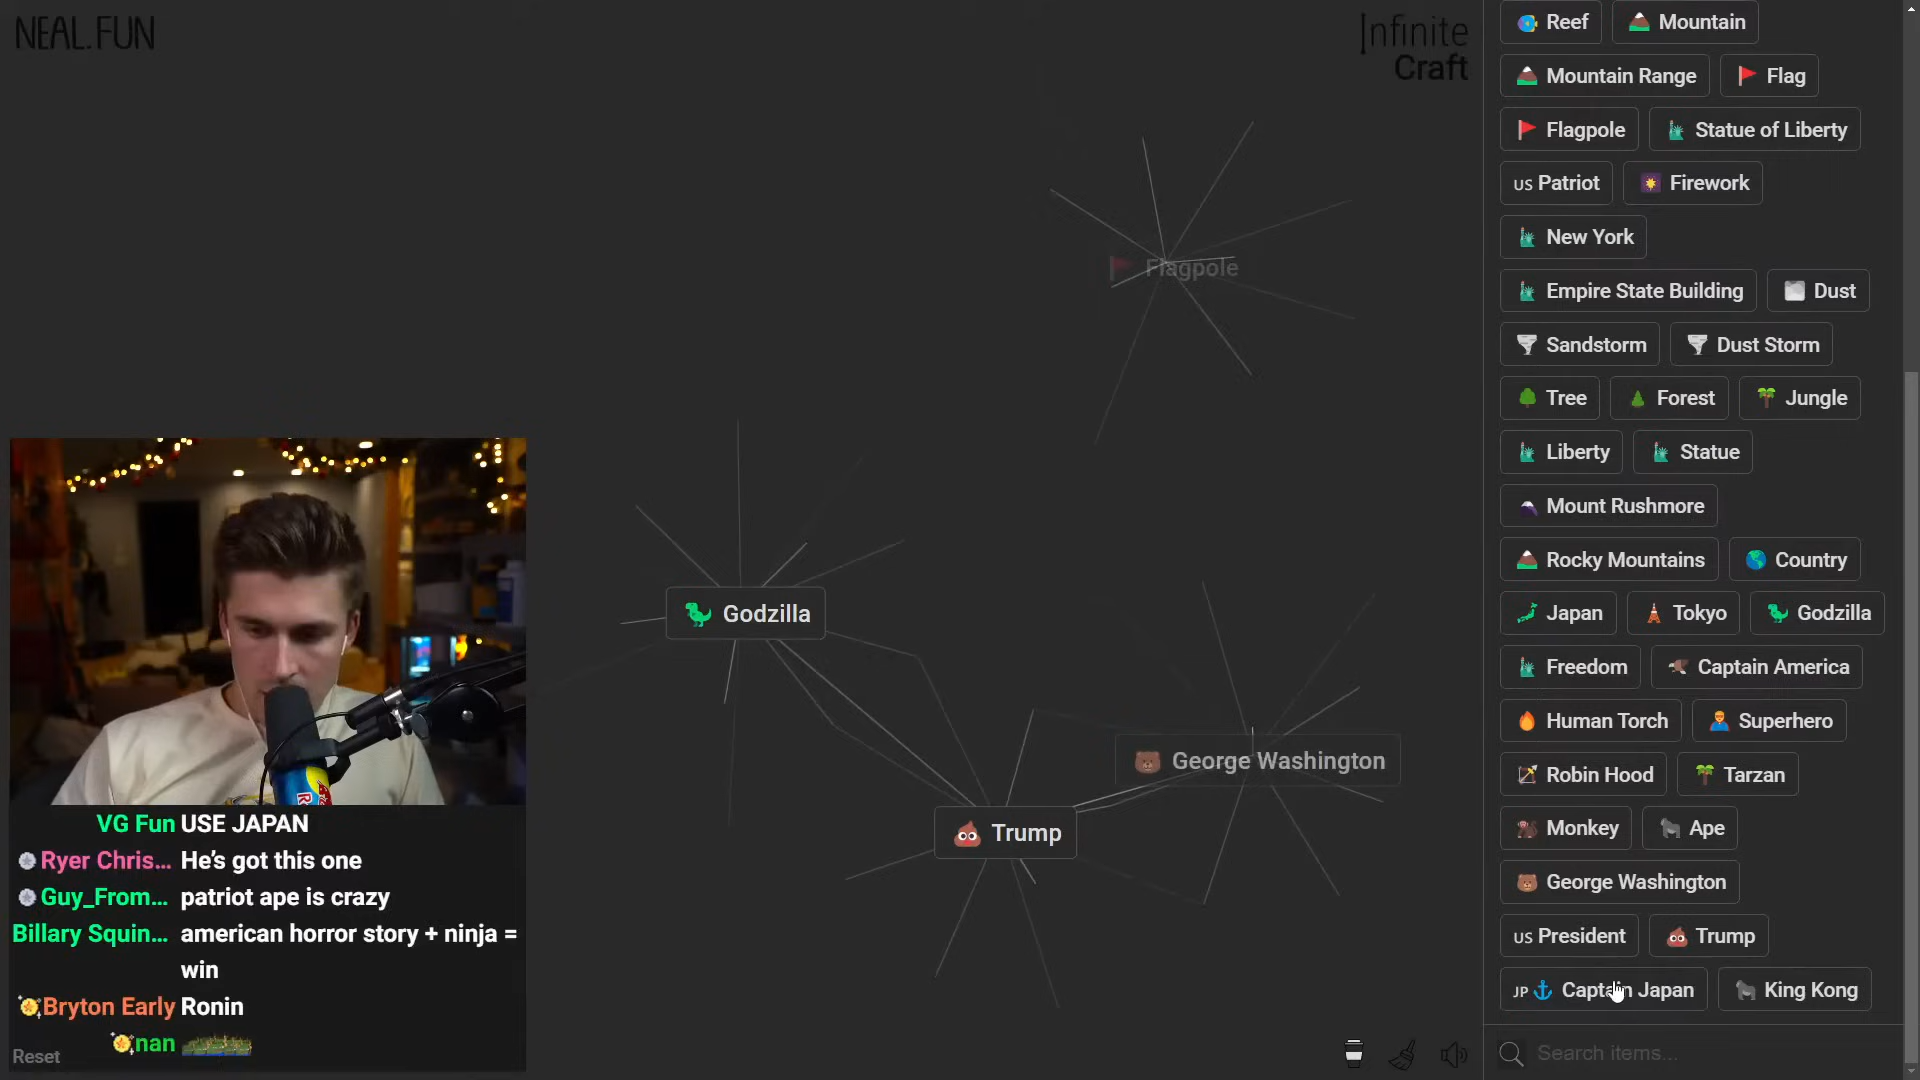 NEAL.FUN
Infinite
Craft
Reef
Mountain
Mountain Range
Flag
Flagpole
Statue of Liberty
US Patriot
Firework
New York
Empire State Building
Dust
Sandstorm
Dust Storm
Tree
Forest
Jungle
Liberty
Statue
Mount Rushmore
Rocky Mountains
Country
Japan
Tokyo
Godzilla
Freedom
Captain America
Human Torch
Superhero
Robin Hood
Tarzan
Monkey
Ape
George Washington
US President
Trump
JP Captain Japan
King Kong
Search items...
Flagpole
Godzilla
George Washington
Trump
VG Fun USE JAPAN
Ryer Chris... He's got this one
Guy_From... patriot ape is crazy
Billary Squin... american horror story + ninja =
win
Bryton Early Ronin
nan
Reset